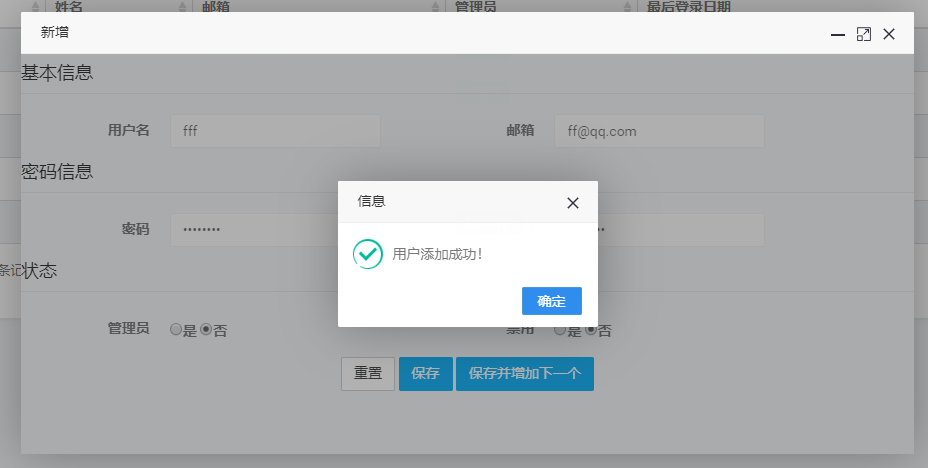 姓名 邮箱 管理员 最后登录日期
新增
基本信息
用户名 fff 邮箱 ff@qq.com
密码信息
信息
密码 ••••••••
用户添加成功！
条记
状态
确定
管理员 是 否 禁用 是 否
重置 保存 保存并增加下一个